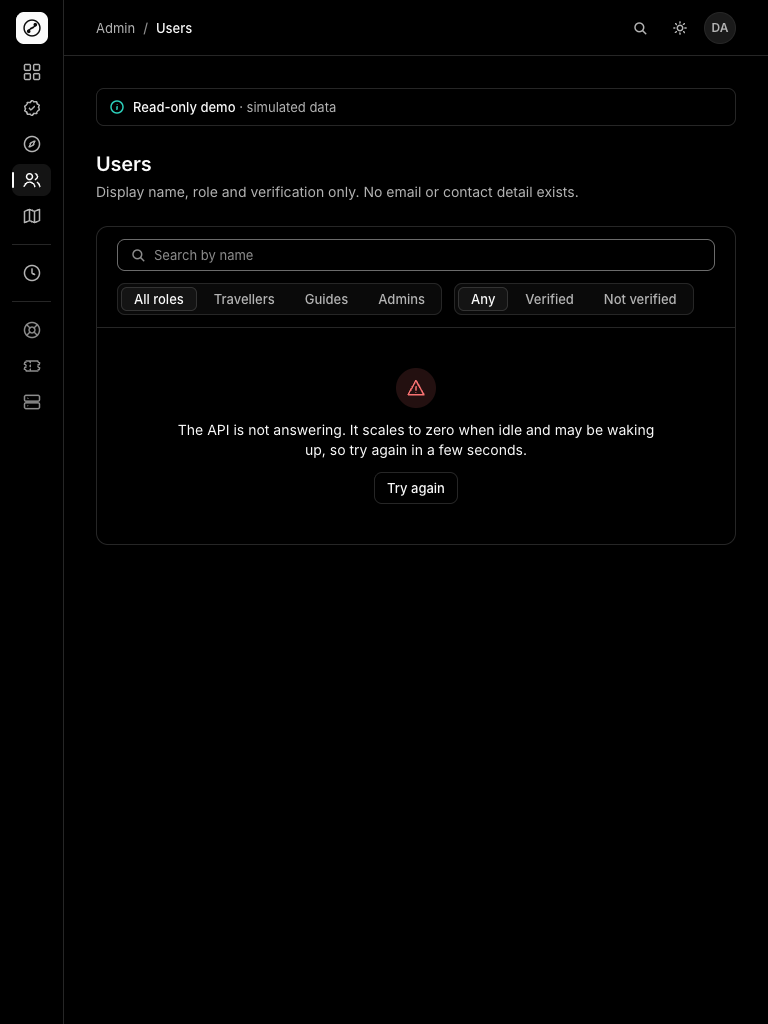 Admin / Users
DA
Read-only demo · simulated data
Users
Display name, role and verification only. No email or contact detail exists.
Search by name
All roles Travellers Guides Admins Any Verified Not verified
The API is not answering. It scales to zero when idle and may be waking
up, so try again in a few seconds.
Try again